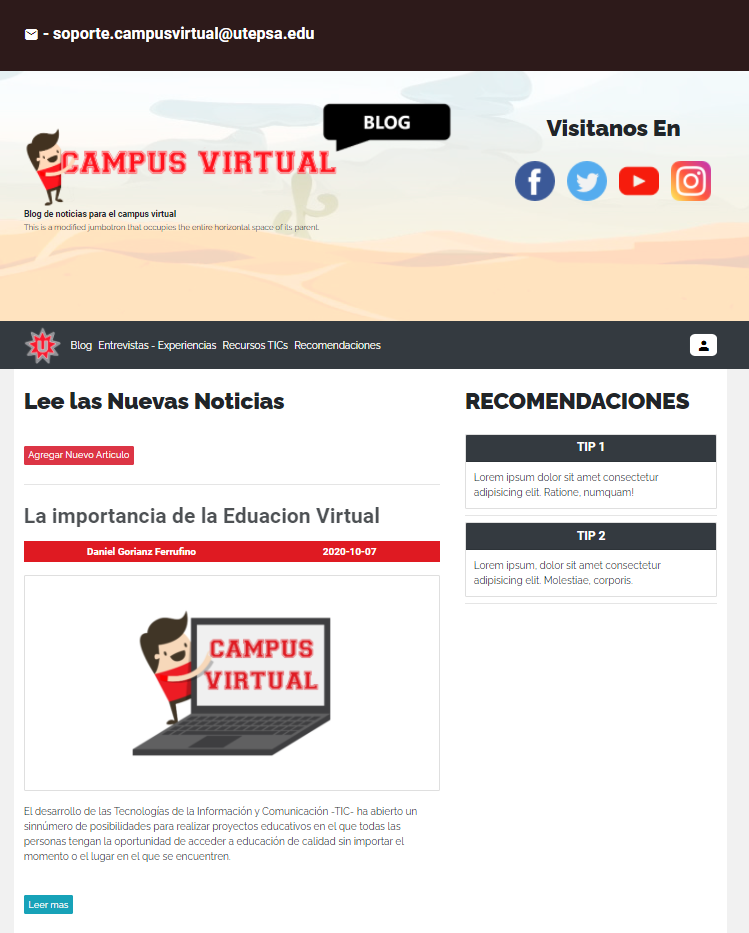 - soporte.campusvirtual@utepsa.edu
BLOG
CAMPUS VIRTUAL
Blog de noticias para el campus virtual
This is a modified jumbotron that occupies the entire horizontal space of its parent.
Visitanos En
U
Blog Entrevistas - Experiencias Recursos TICs Recomendaciones
Lee las Nuevas Noticias
Agregar Nuevo Articulo
La importancia de la Eduacion Virtual
Daniel Gorianz Ferrufino 2020-10-07
CAMPUS
VIRTUAL
El desarrollo de las Tecnologías de la Información y Comunicación -TIC- ha abierto un
sinnúmero de posibilidades para realizar proyectos educativos en el que todas las
personas tengan la oportunidad de acceder a educación de calidad sin importar el
momento o el lugar en el que se encuentren.
Leer mas
RECOMENDACIONES
TIP 1
Lorem ipsum dolor sit amet consectetur
adipisicing elit. Ratione, numquam!
TIP 2
Lorem ipsum, dolor sit amet consectetur
adipisicing elit. Molestiae, corporis.